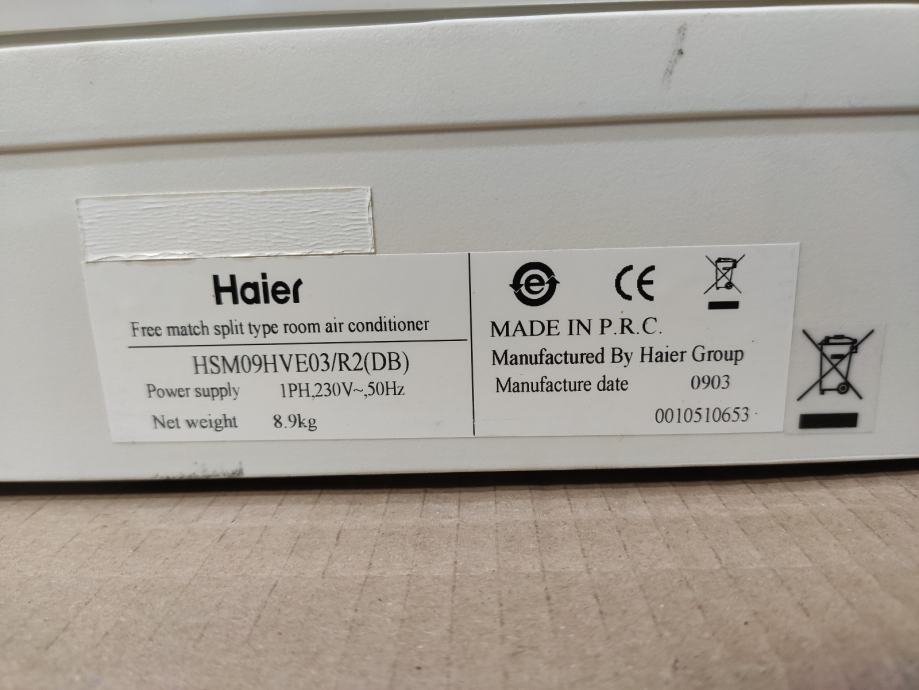 Haier
Free match split type room air conditioner
HSM09HVE03/R2(DB)
Power supply 1PH,230V~,50Hz
Net weight 8.9kg
e CE
MADE IN P.R.C.
Manufactured By Haier Group
Manufacture date 0903
0010510653